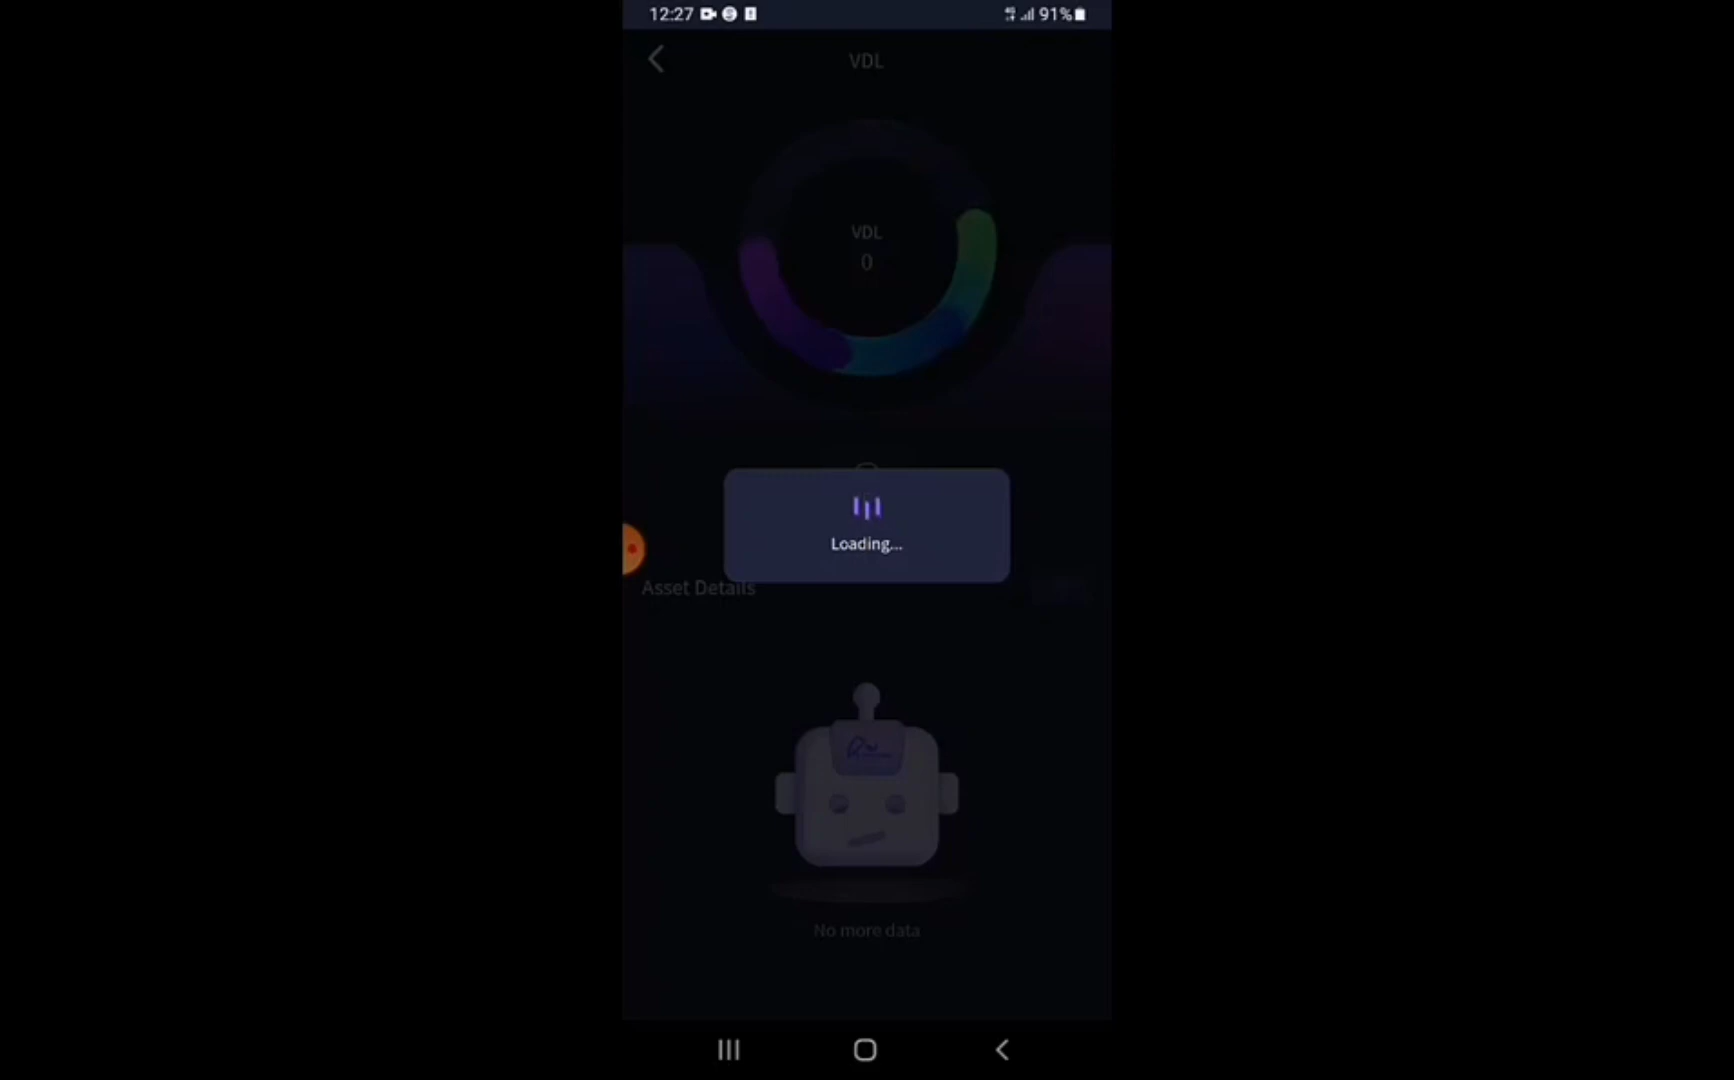 12:27 91%
VDL
VDL
0
Loading...
Asset Details
No more data